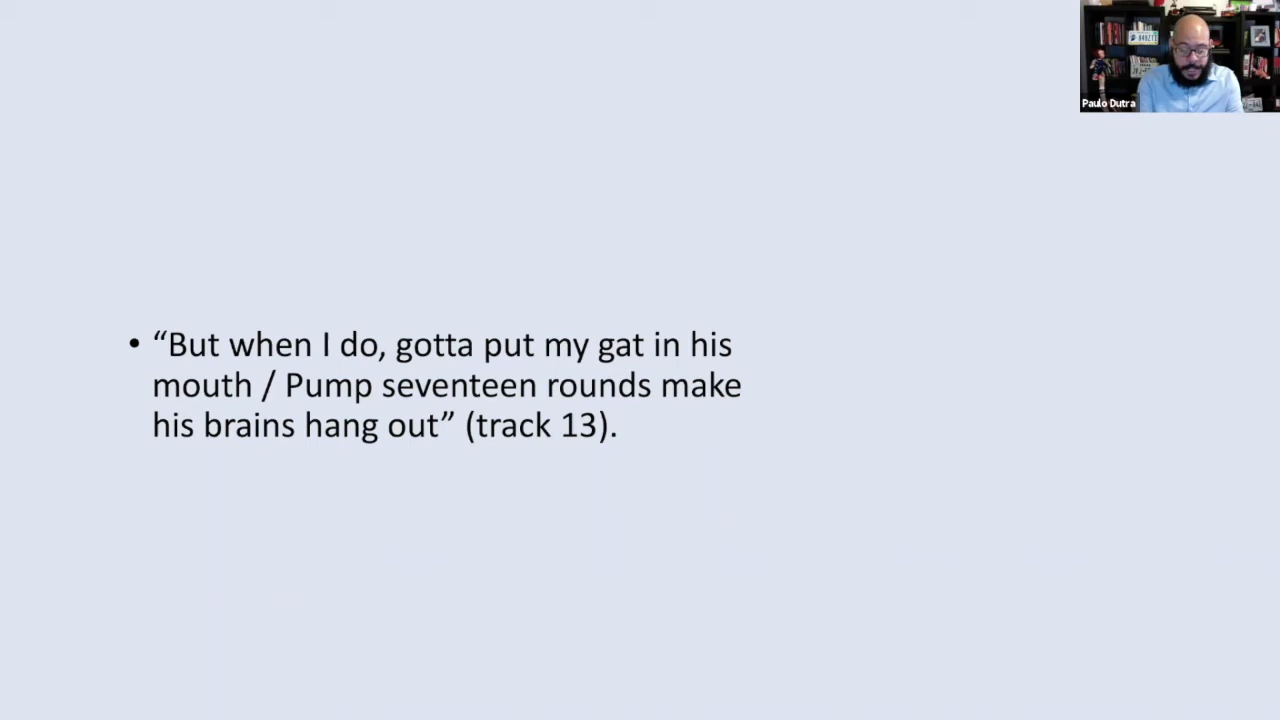 Paulo Dutra
• “But when I do, gotta put my gat in his
mouth / Pump seventeen rounds make
his brains hang out” (track 13).